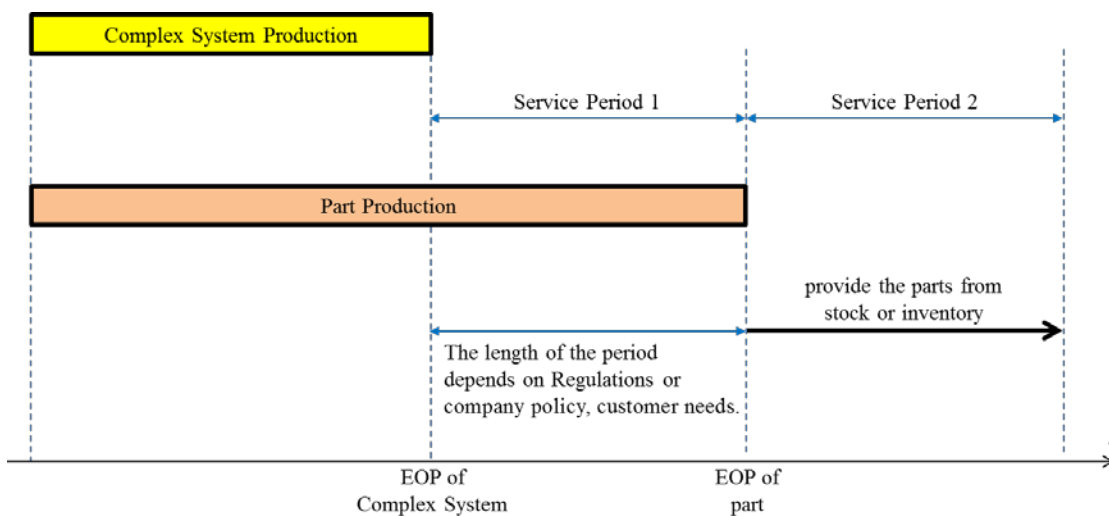 Complex System Production
Service Period 1
Service Period 2
Part Production
provide the parts from
stock or inventory
The length of the period
depends on Regulations or
company policy, customer needs.
EOP of
Complex System
EOP of
part